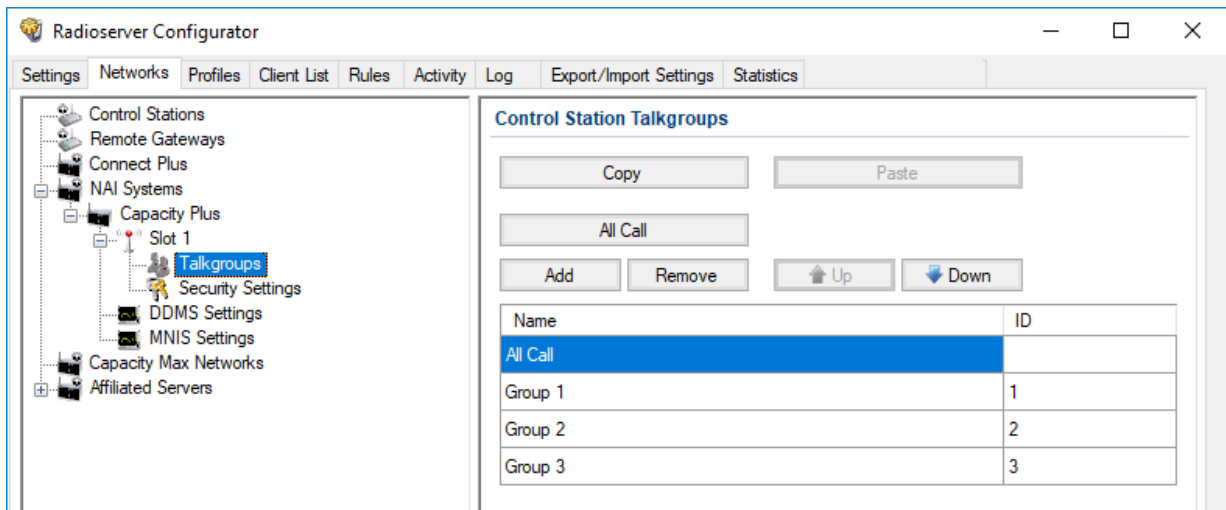 Radioserver Configurator
Settings Networks Profiles Client List Rules Activity Log Export/Import Settings Statistics
Control Stations
Remote Gateways
Connect Plus
NAI Systems
Capacity Plus
Slot 1
Talkgroups
Security Settings
DDMS Settings
MNIS Settings
Capacity Max Networks
Affiliated Servers
Control Station Talkgroups
Copy Paste
All Call
Add Remove Up Down
Name ID
All Call
Group 1 1
Group 2 2
Group 3 3